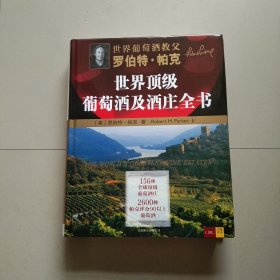 世界葡萄酒教父
罗伯特·帕克
世界顶级
葡萄酒及酒庄全书
[美] 罗伯特·帕克 著 Robert M. Parker, Jr.
THE WORLD'S GREATEST WINE ESTATES
156座
全球顶级
葡萄酒庄
2600种
帕克评分90以上
葡萄酒